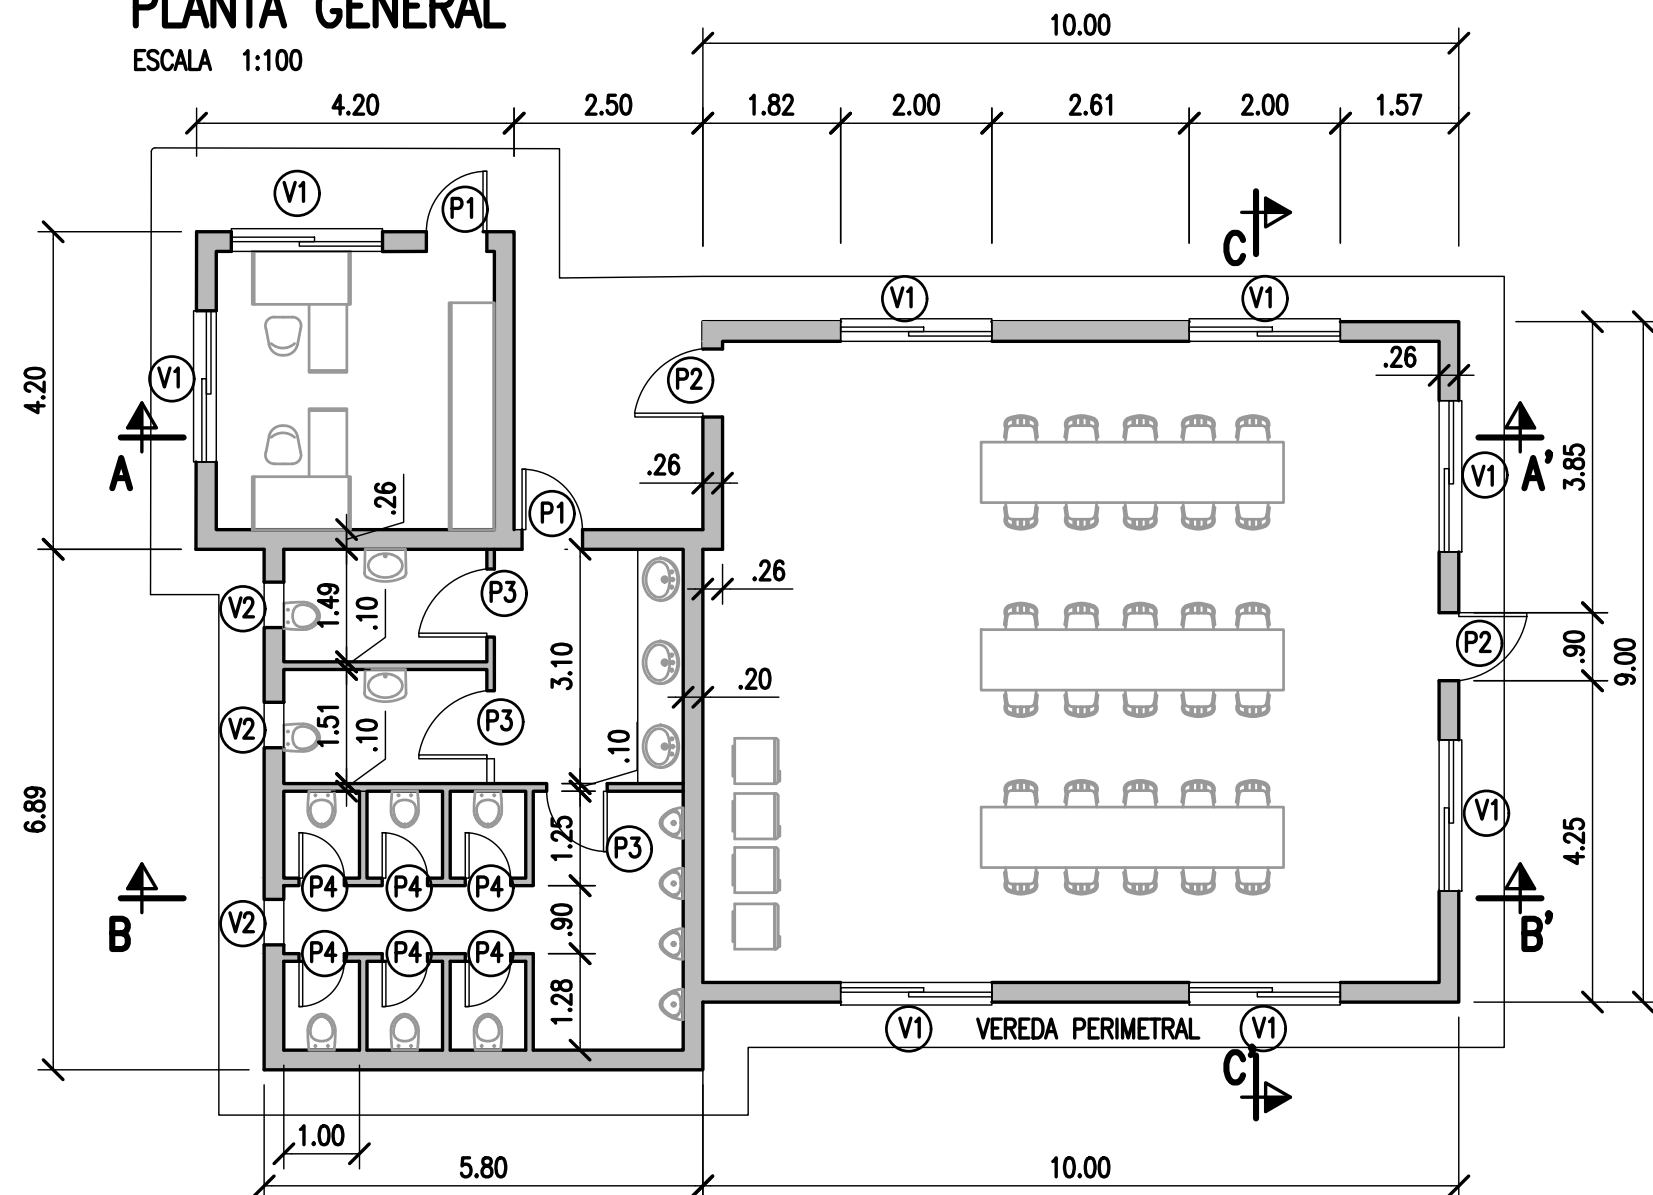 PLANTA GENERAL
ESCALA 1:100
10.00
4.20 2.50 1.82 2.00 2.61 2.00 1.57
V1 P1
C
V1 V1
P2 .26
4.20 V1
A A'
.26 .26 V1 3.85
P1
.26
V2 1.49 .10 P3
3.10 P2 .90 9.00
.20
V2 1.51 .10 P3 .10
6.89 V1
1.25 P3 4.25
P4 P4 P4
B V2 .90 B'
P4 P4 P4
1.28
V1 VEREDA PERIMETRAL V1
C'
1.00
5.80 10.00